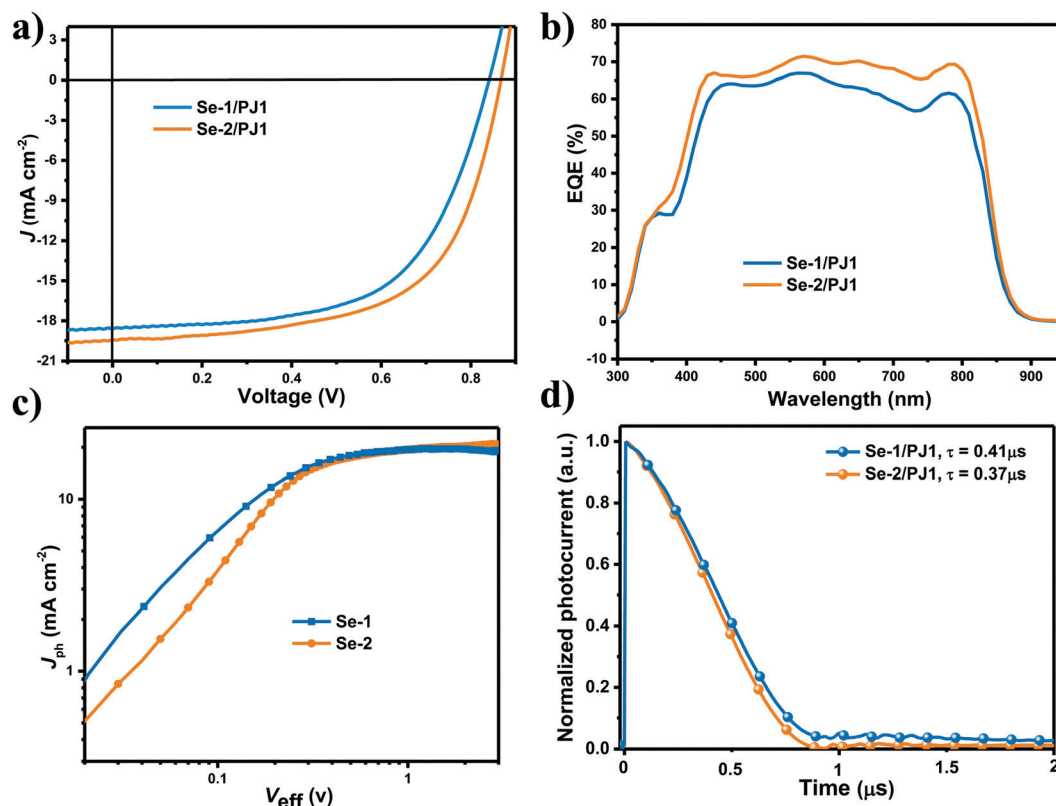 a)
3
0
-3
-6
-9
-12
-15
-18
-21
J (mA cm-2)
Se-1/PJ1
Se-2/PJ1
0.0
0.2
0.4
0.6
0.8
Voltage (V)
b)
80
70
60
50
40
30
20
10
0
-10
EQE (%)
Se-1/PJ1
Se-2/PJ1
300
400
500
600
700
800
900
Wavelength (nm)
c)
10
1
Jph (mA cm-2)
Se-1
Se-2
0.1
1
Veff (v)
d)
1.0
0.8
0.6
0.4
0.2
0.0
Normalized photocurrent (a.u.)
Se-1/PJ1, τ = 0.41μs
Se-2/PJ1, τ = 0.37μs
0
0.5
1
1.5
2
Time (μs)